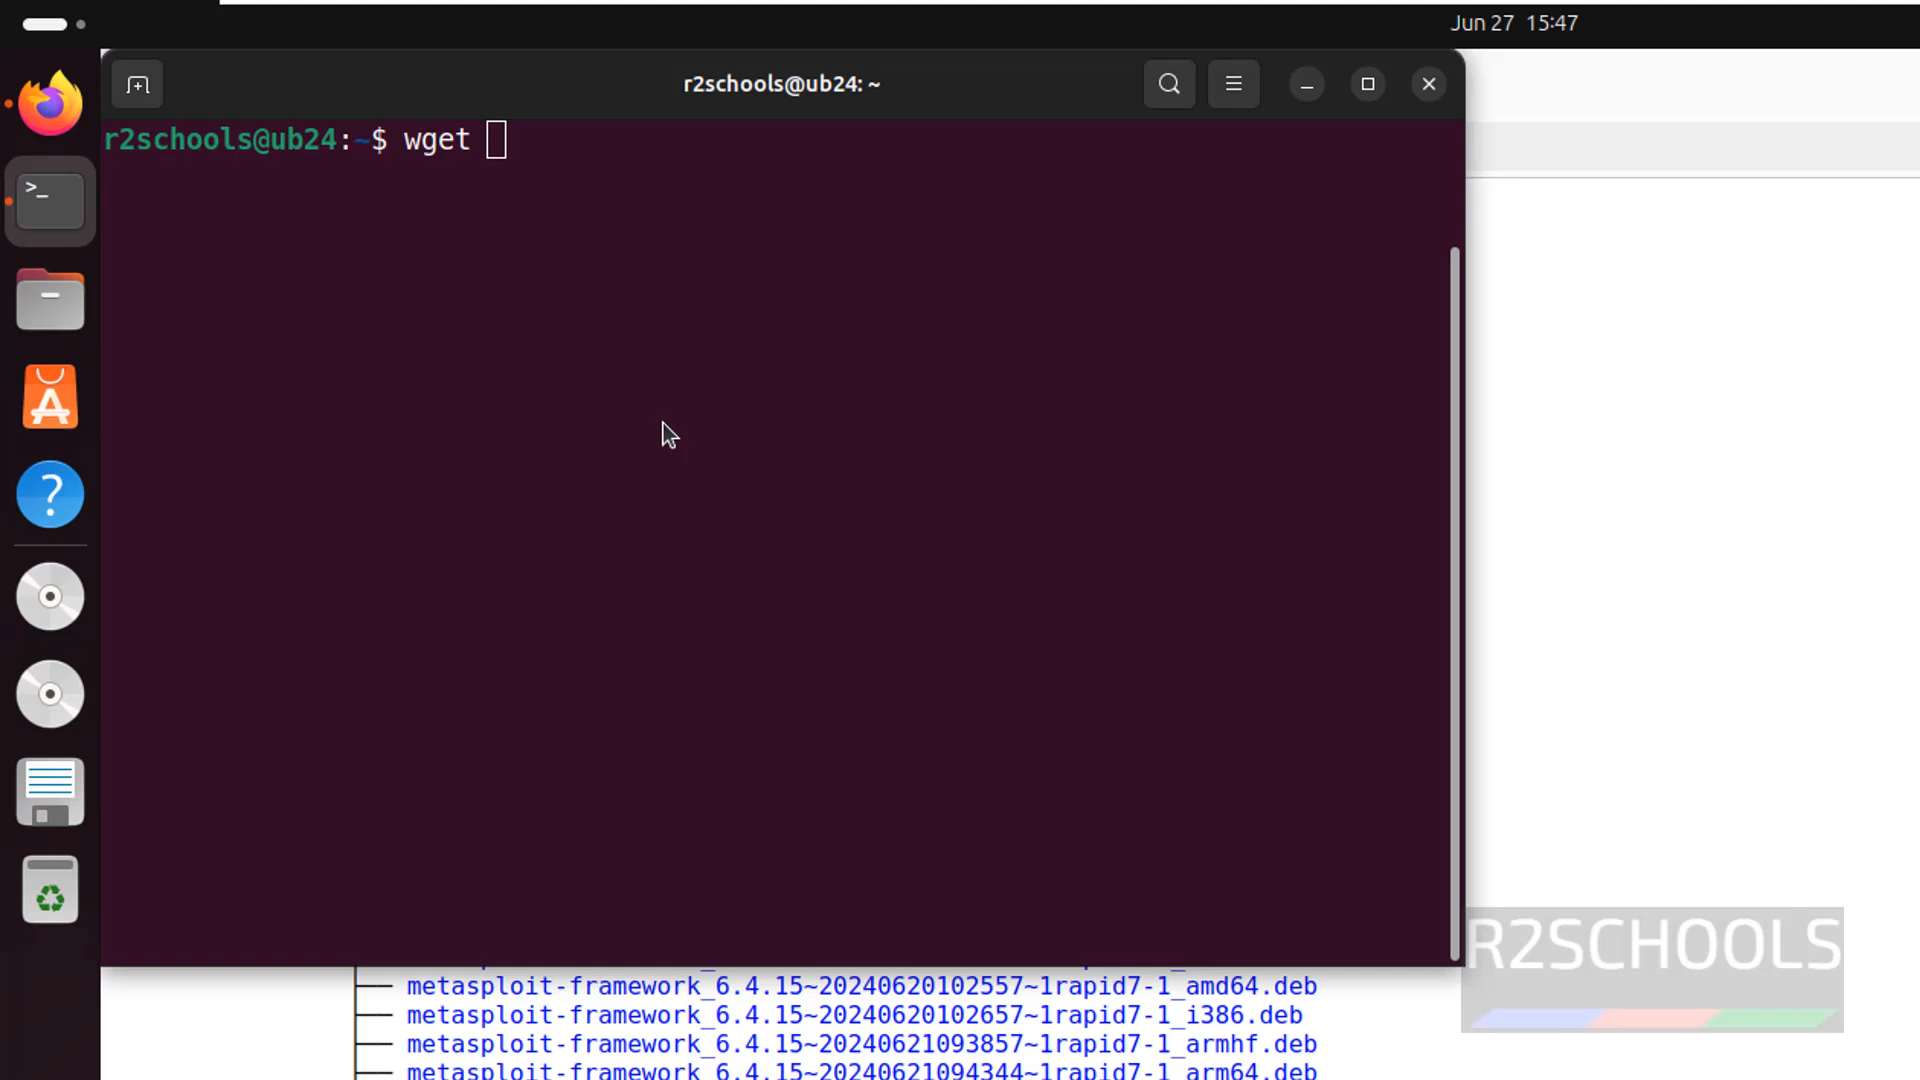 Jun 27 15:47
r2schools@ub24: ~
r2schools@ub24:~$ wget
metasploit-framework_6.4.15~20240620102557~1rapid7-1_amd64.deb
metasploit-framework_6.4.15~20240620102657~1rapid7-1_i386.deb
metasploit-framework_6.4.15~20240621093857~1rapid7-1_armhf.deb
metasploit-framework_6.4.15~20240621094344~1rapid7-1_arm64.deb
R2SCHOOLS